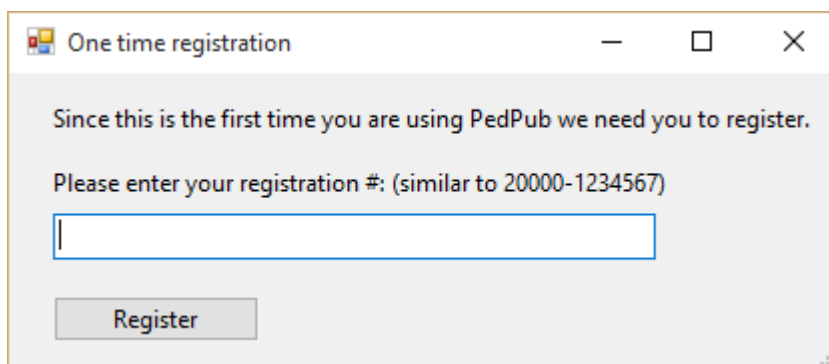 One time registration
Since this is the first time you are using PedPub we need you to register.
Please enter your registration #: (similar to 20000-1234567)
Register